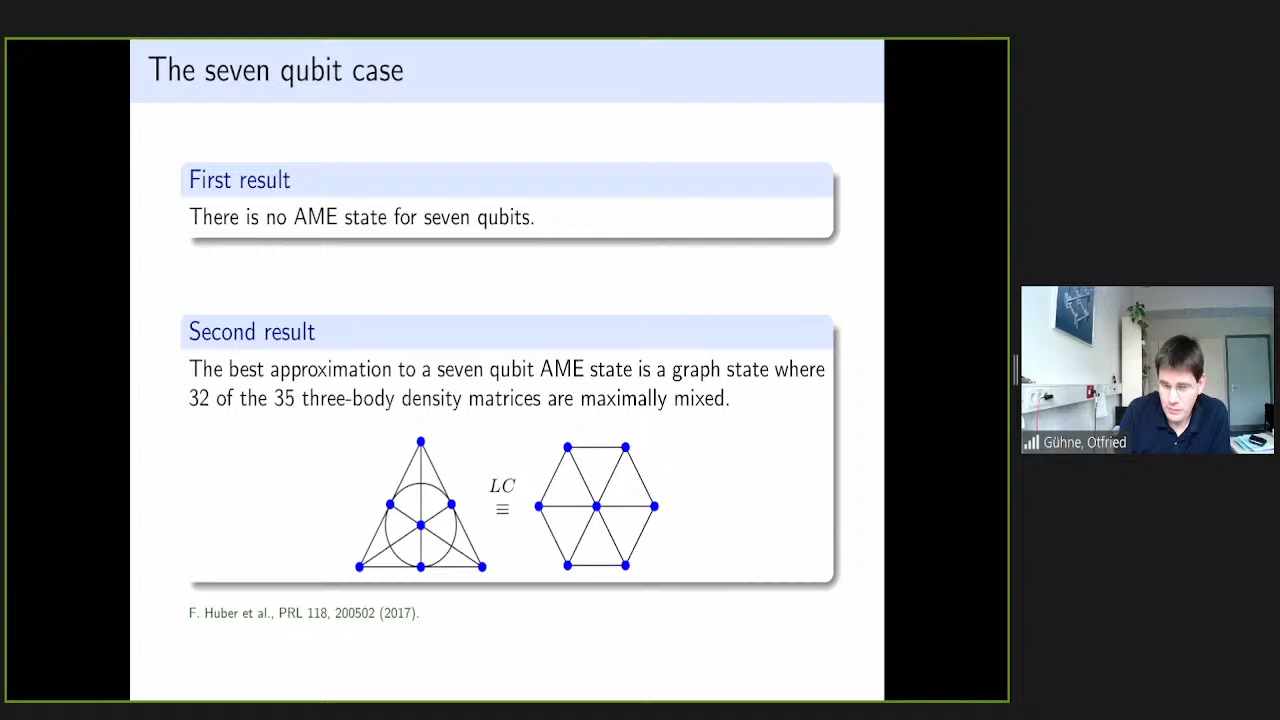 The seven qubit case
First result
There is no AME state for seven qubits.
Second result
The best approximation to a seven qubit AME state is a graph state where
32 of the 35 three-body density matrices are maximally mixed.
LC
≡
F. Huber et al., PRL 118, 200502 (2017).
Gühne, Otfried